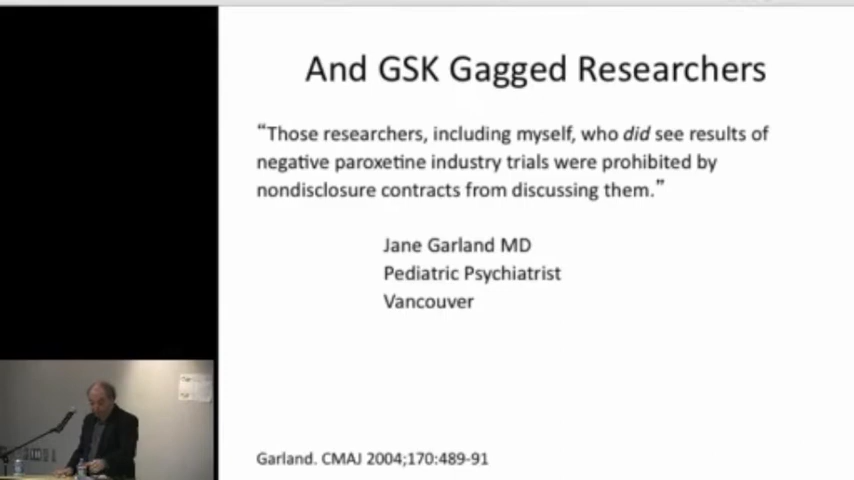 And GSK Gagged Researchers
“Those researchers, including myself, who did see results of
negative paroxetine industry trials were prohibited by
nondisclosure contracts from discussing them.”
Jane Garland MD
Pediatric Psychiatrist
Vancouver
Garland. CMAJ 2004;170:489-91